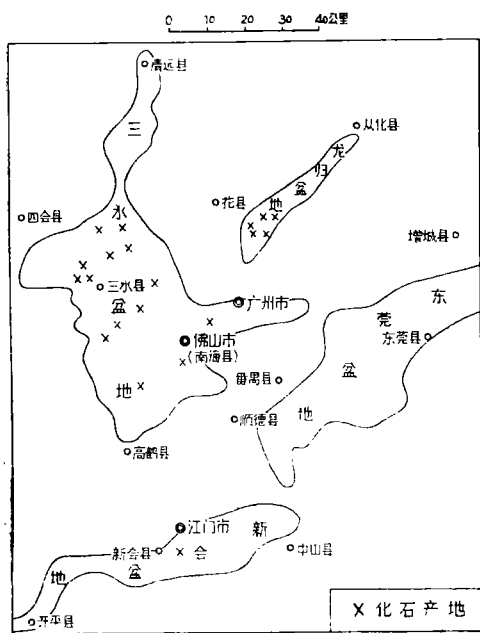 0 10 20 30 40公里
清远县
三水盆地
从化县
龙归盆地
花县
四会县
增城县
三水县
广州市
东莞盆地
东莞县
佛山市
(南海县)
番禺县
顺德县
高鹤县
江门市
新会盆地
新会县
中山县
开平县
X 化石产地